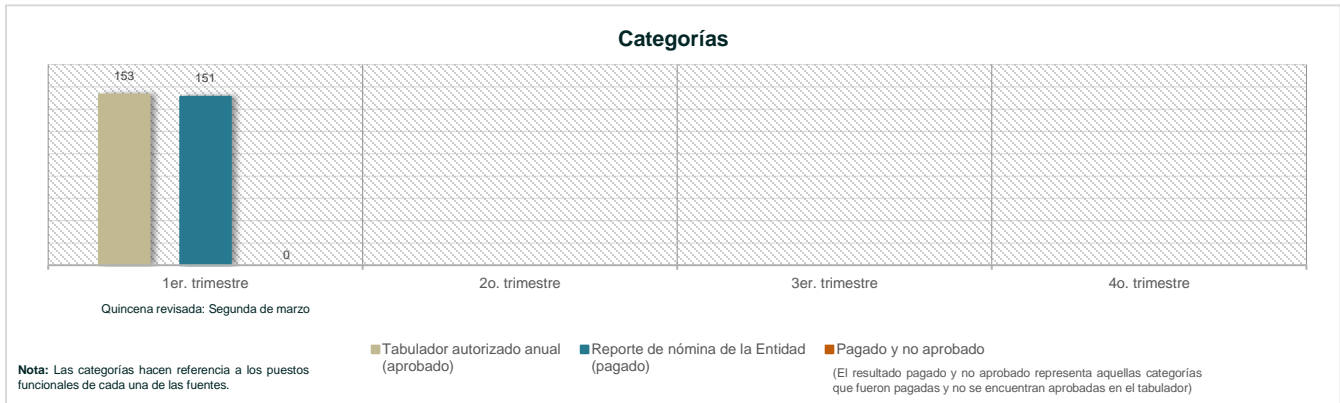 Categorías
153
151
0
1er. trimestre
2o. trimestre
3er. trimestre
4o. trimestre
Quincena revisada: Segunda de marzo
Tabulador autorizado anual
(aprobado)
Reporte de nómina de la Entidad
(pagado)
Pagado y no aprobado
(El resultado pagado y no aprobado representa aquellas categorías
que fueron pagadas y no se encuentran aprobadas en el tabulador)
Nota: Las categorías hacen referencia a los puestos
funcionales de cada una de las fuentes.